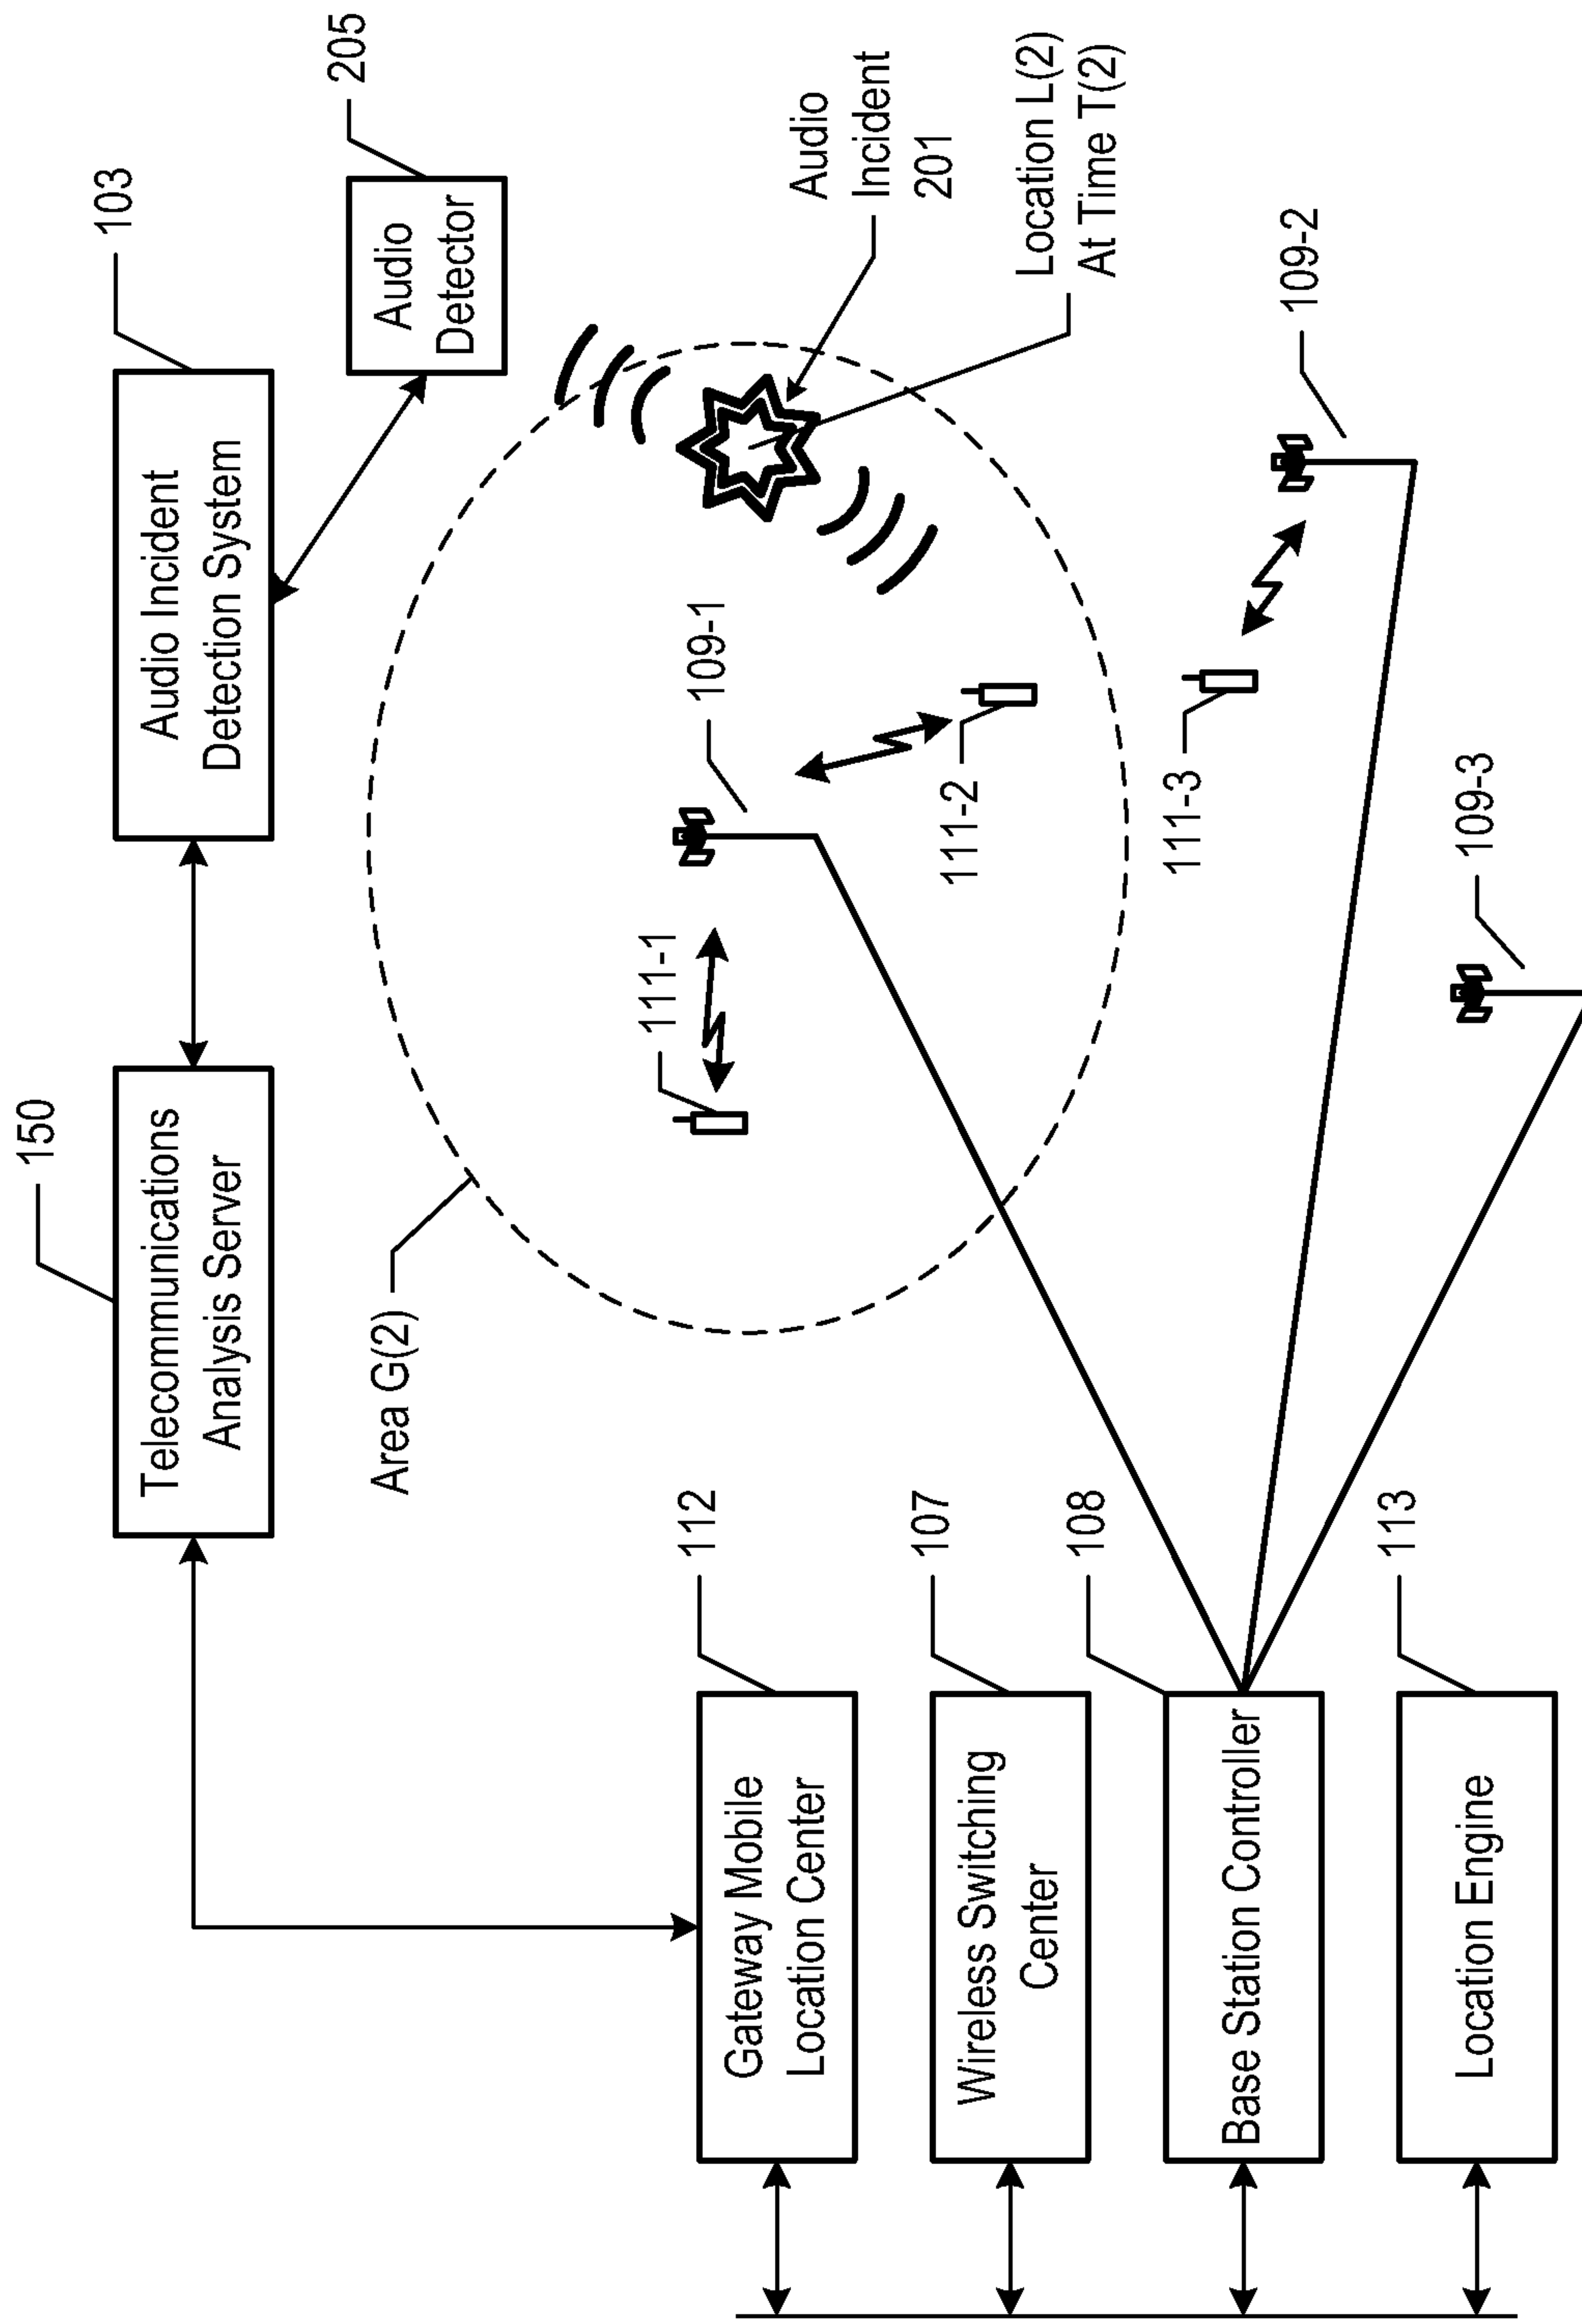 150
Telecommunications
Analysis Server
103
Audio Incident
Detection System
205
Audio
Detector
Area G(2)
112
Gateway Mobile
Location Center
111-1
109-1
Audio
Incident
201
107
Wireless Switching
Center
111-2
Location L(2)
At Time T(2)
108
Base Station Controller
111-3
109-2
113
Location Engine
109-3